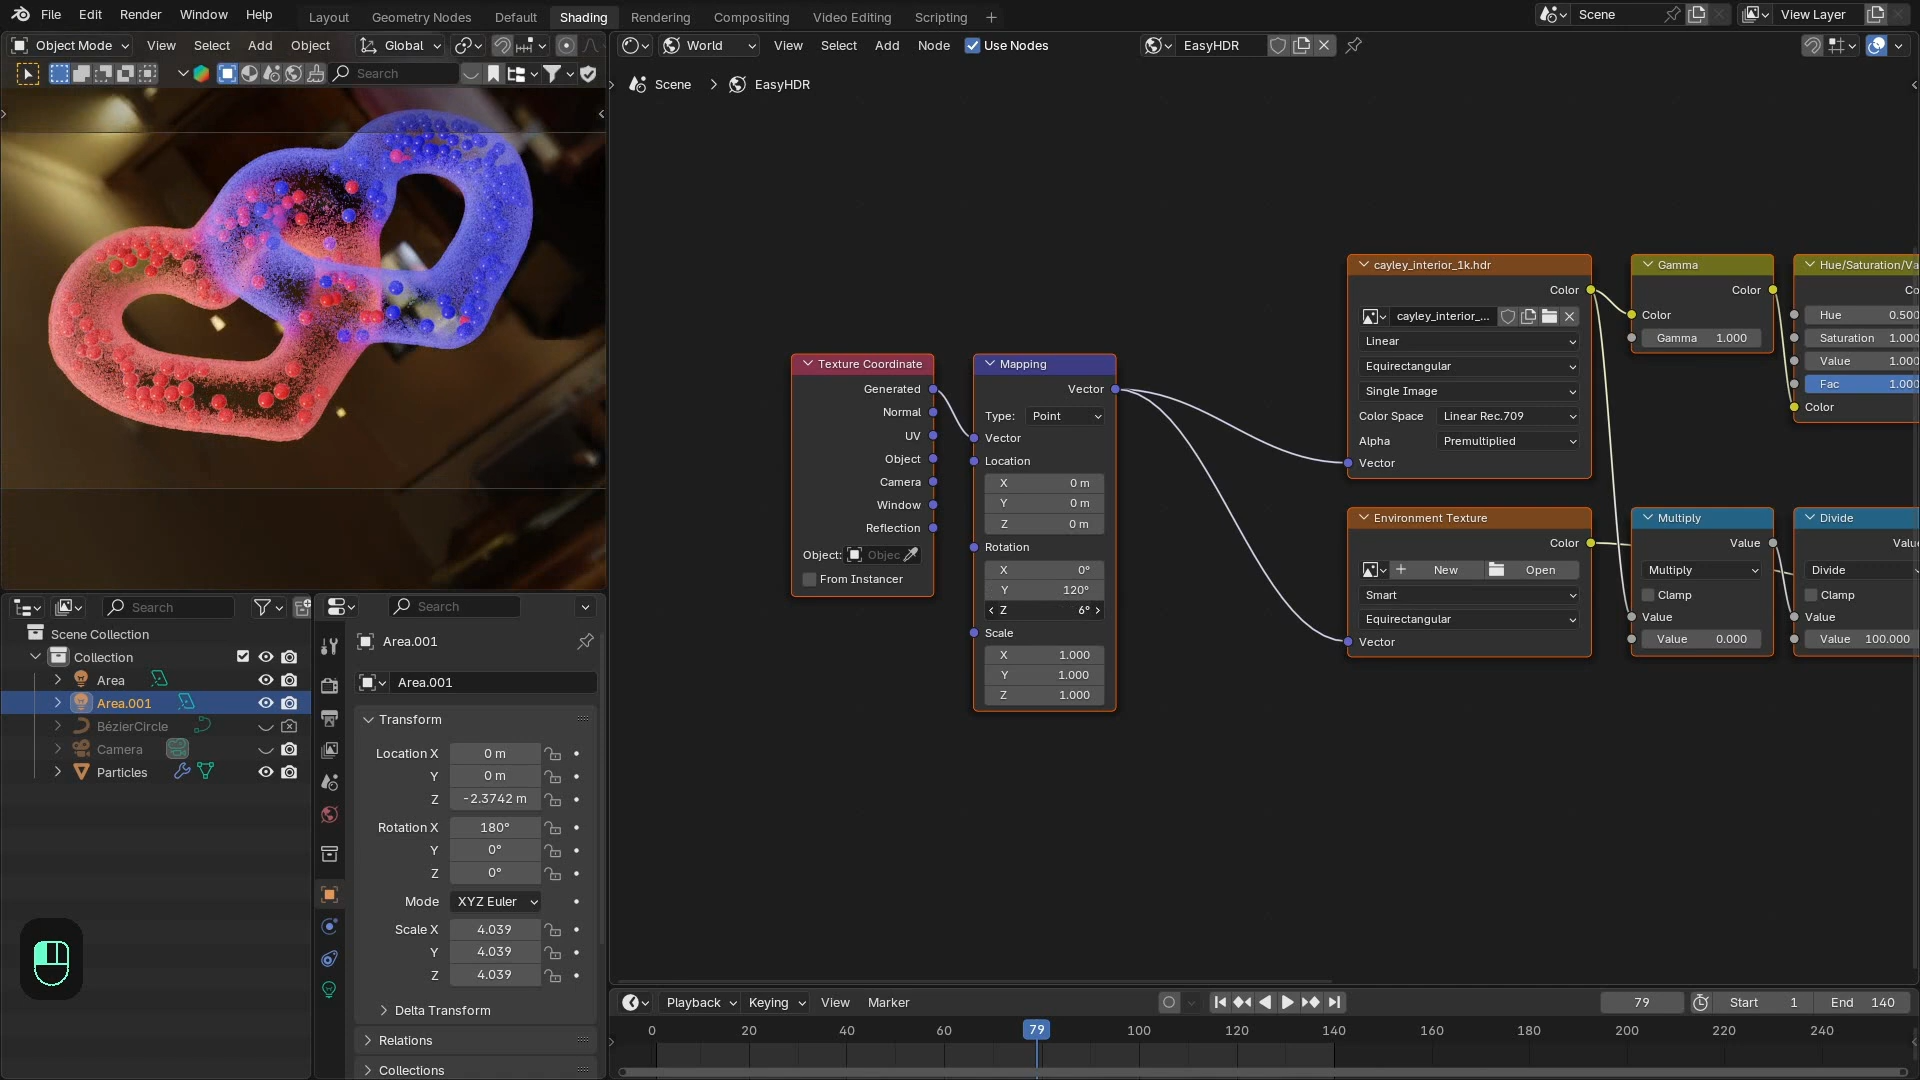 File Edit Render Window Help Layout Geometry Nodes Default Shading Rendering Compositing Video Editing Scripting + Scene View Layer
Object Mode View Select Add Object Global World View Select Add Node Use Nodes EasyHDR
Search
Scene > EasyHDR
cayley_interior_1k.hdr
Color
cayley_interior_...
Linear
Equirectangular
Single Image
Color Space Linear Rec.709
Alpha Premultiplied
Vector
Gamma
Color
Color
Gamma 1.000
Hue/Saturation/Va
Co
Hue 0.500
Saturation 1.000
Value 1.000
Fac 1.000
Color
Texture Coordinate
Generated
Normal
UV
Object
Camera
Window
Reflection
Object: Objec
From Instancer
Mapping
Vector
Type: Point
Vector
Location
X 0 m
Y 0 m
Z 0 m
Rotation
X 0°
Y 120°
Z 6°
Scale
X 1.000
Y 1.000
Z 1.000
Environment Texture
Color
New Open
Smart
Equirectangular
Vector
Multiply
Value
Multiply
Clamp
Value
Value 0.000
Divide
Value
Divide
Clamp
Value
Value 100.000
Search
Scene Collection
Collection
Area
Area.001
BézierCircle
Camera
Particles
Search
Area.001
Area.001
Transform
Location X 0 m
Y 0 m
Z -2.3742 m
Rotation X 180°
Y 0°
Z 0°
Mode XYZ Euler
Scale X 4.039
Y 4.039
Z 4.039
Delta Transform
Relations
Collections
Playback Keying View Marker 79 Start 1 End 140
0 20 40 60 79 100 120 140 160 180 200 220 240